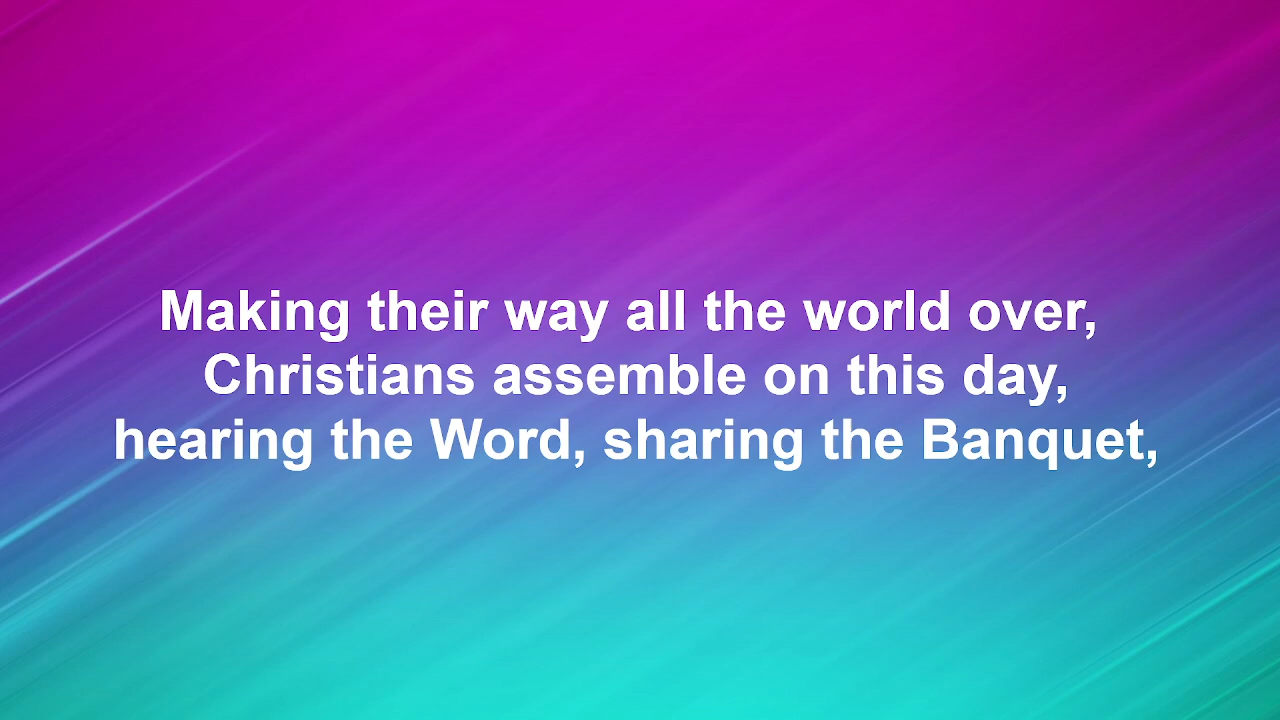 Making their way all the world over,
Christians assemble on this day,
hearing the Word, sharing the Banquet,